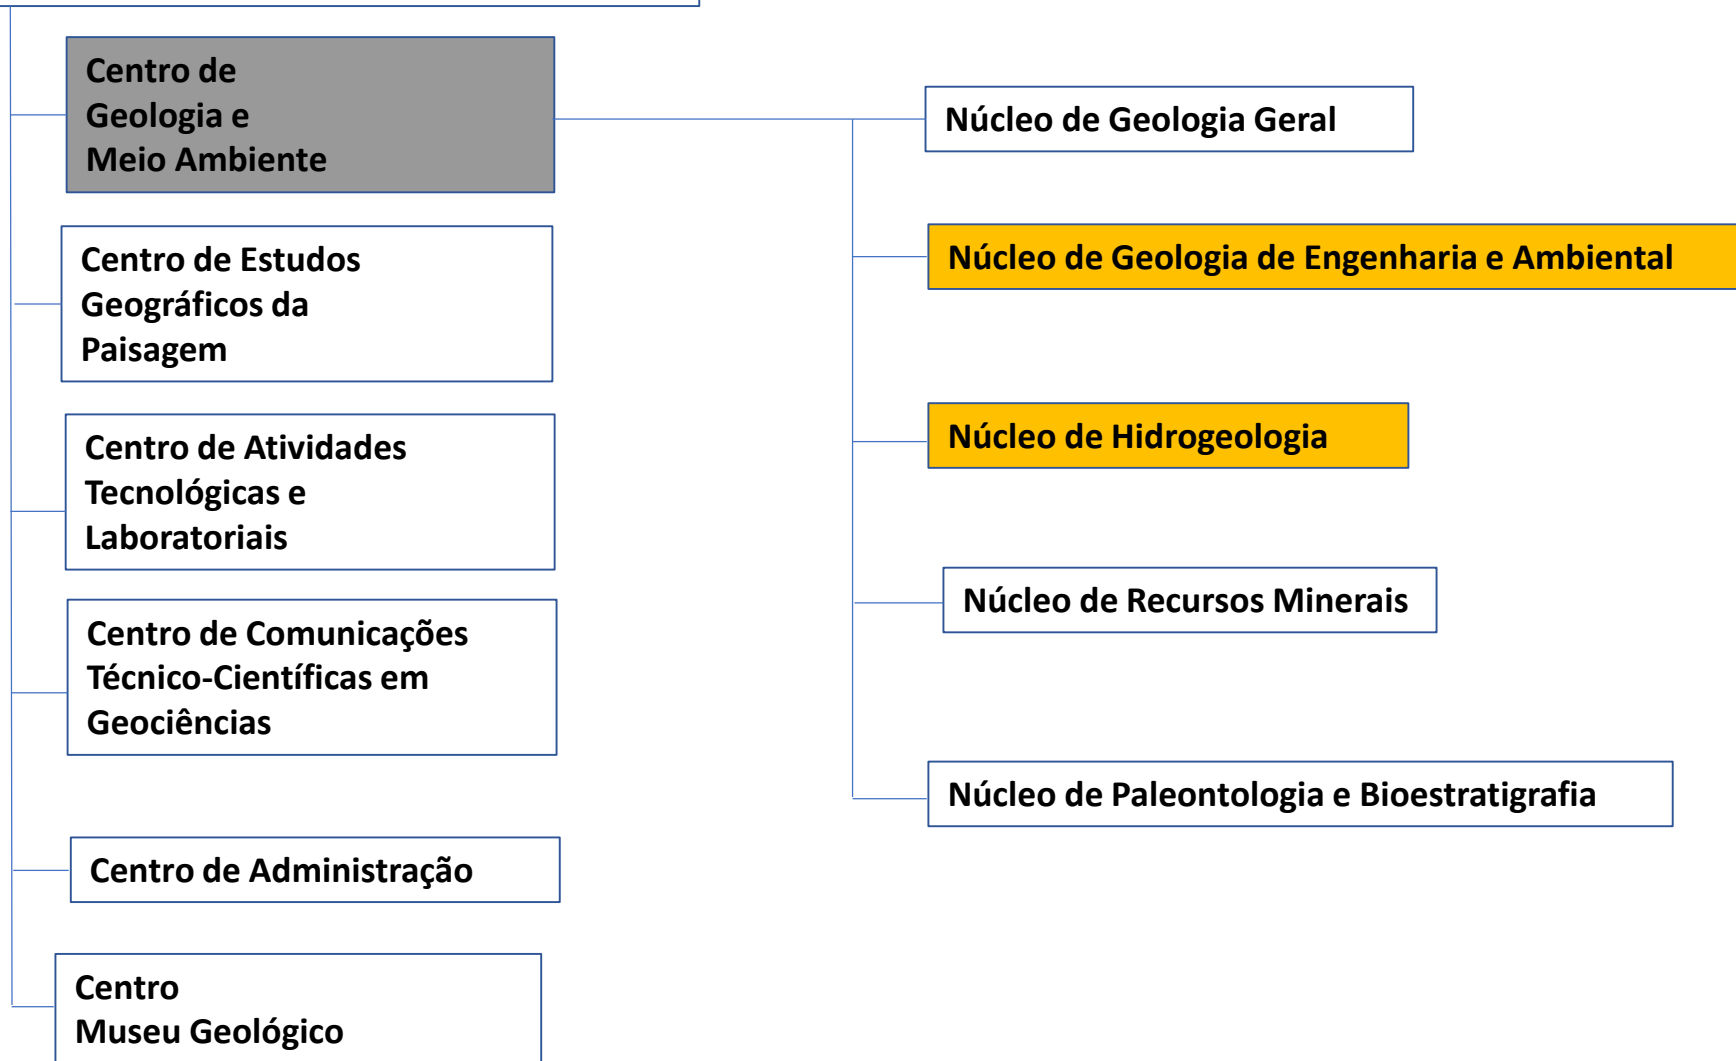 Centro de
Geologia e
Meio Ambiente
Centro de Estudos
Geográficos da
Paisagem
Centro de Atividades
Tecnológicas e
Laboratoriais
Centro de Comunicações
Técnico-Científicas em
Geociências
Centro de Administração
Centro
Museu Geológico
Núcleo de Geologia Geral
Núcleo de Geologia de Engenharia e Ambiental
Núcleo de Hidrogeologia
Núcleo de Recursos Minerais
Núcleo de Paleontologia e Bioestratigrafia